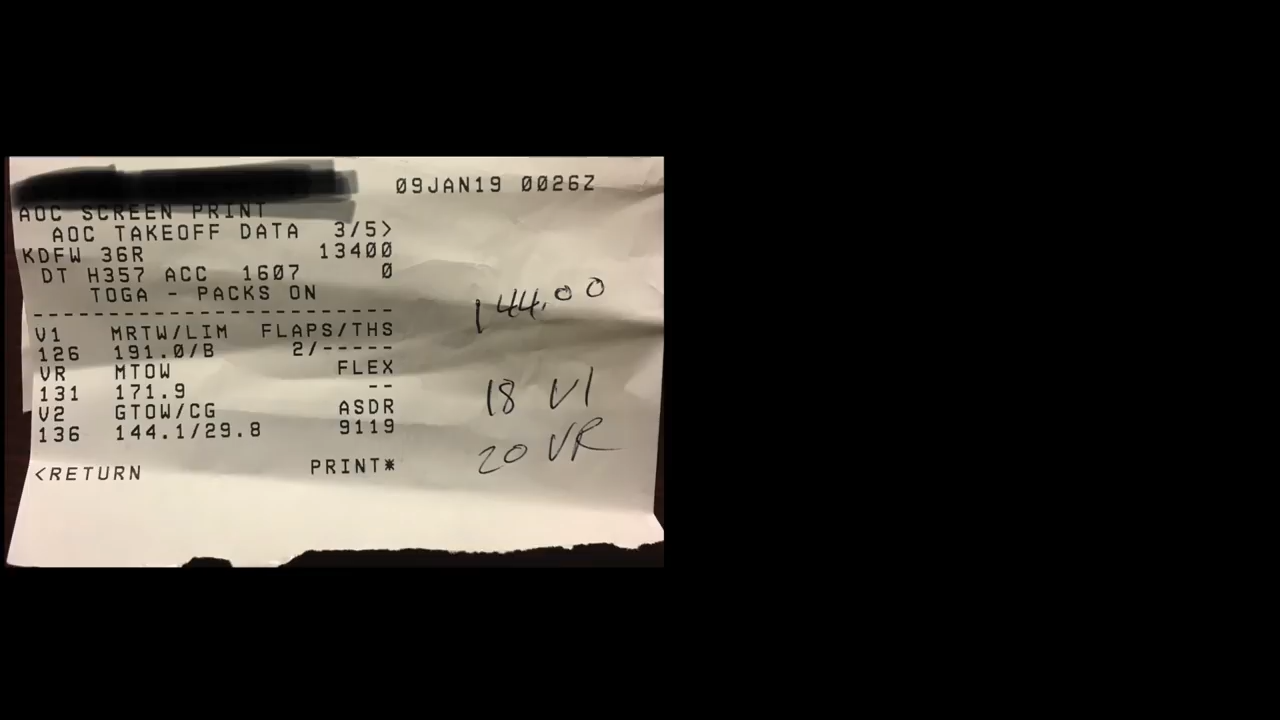 09JAN19 0026Z
AOC SCREEN PRINT
AOC TAKEOFF DATA 3/5>
KDFW 36R 13400
DT H357 ACC 1607 0
TOGA - PACKS ON
------------------------
V1 MRTW/LIM FLAPS/THS
126 191.0/B 2/-----
VR MTOW FLEX
131 171.9 --
V2 GTOW/CG ASDR
136 144.1/29.8 9119
<RETURN PRINT*
144.00
18 V1
20 VR